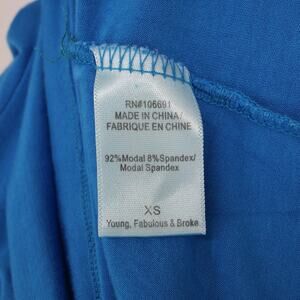 RN#106691
MADE IN CHINA/
FABRIQUE EN CHINE
92%Modal 8%Spandex/
Modal Spandex
XS
Young, Fabulous & Broke